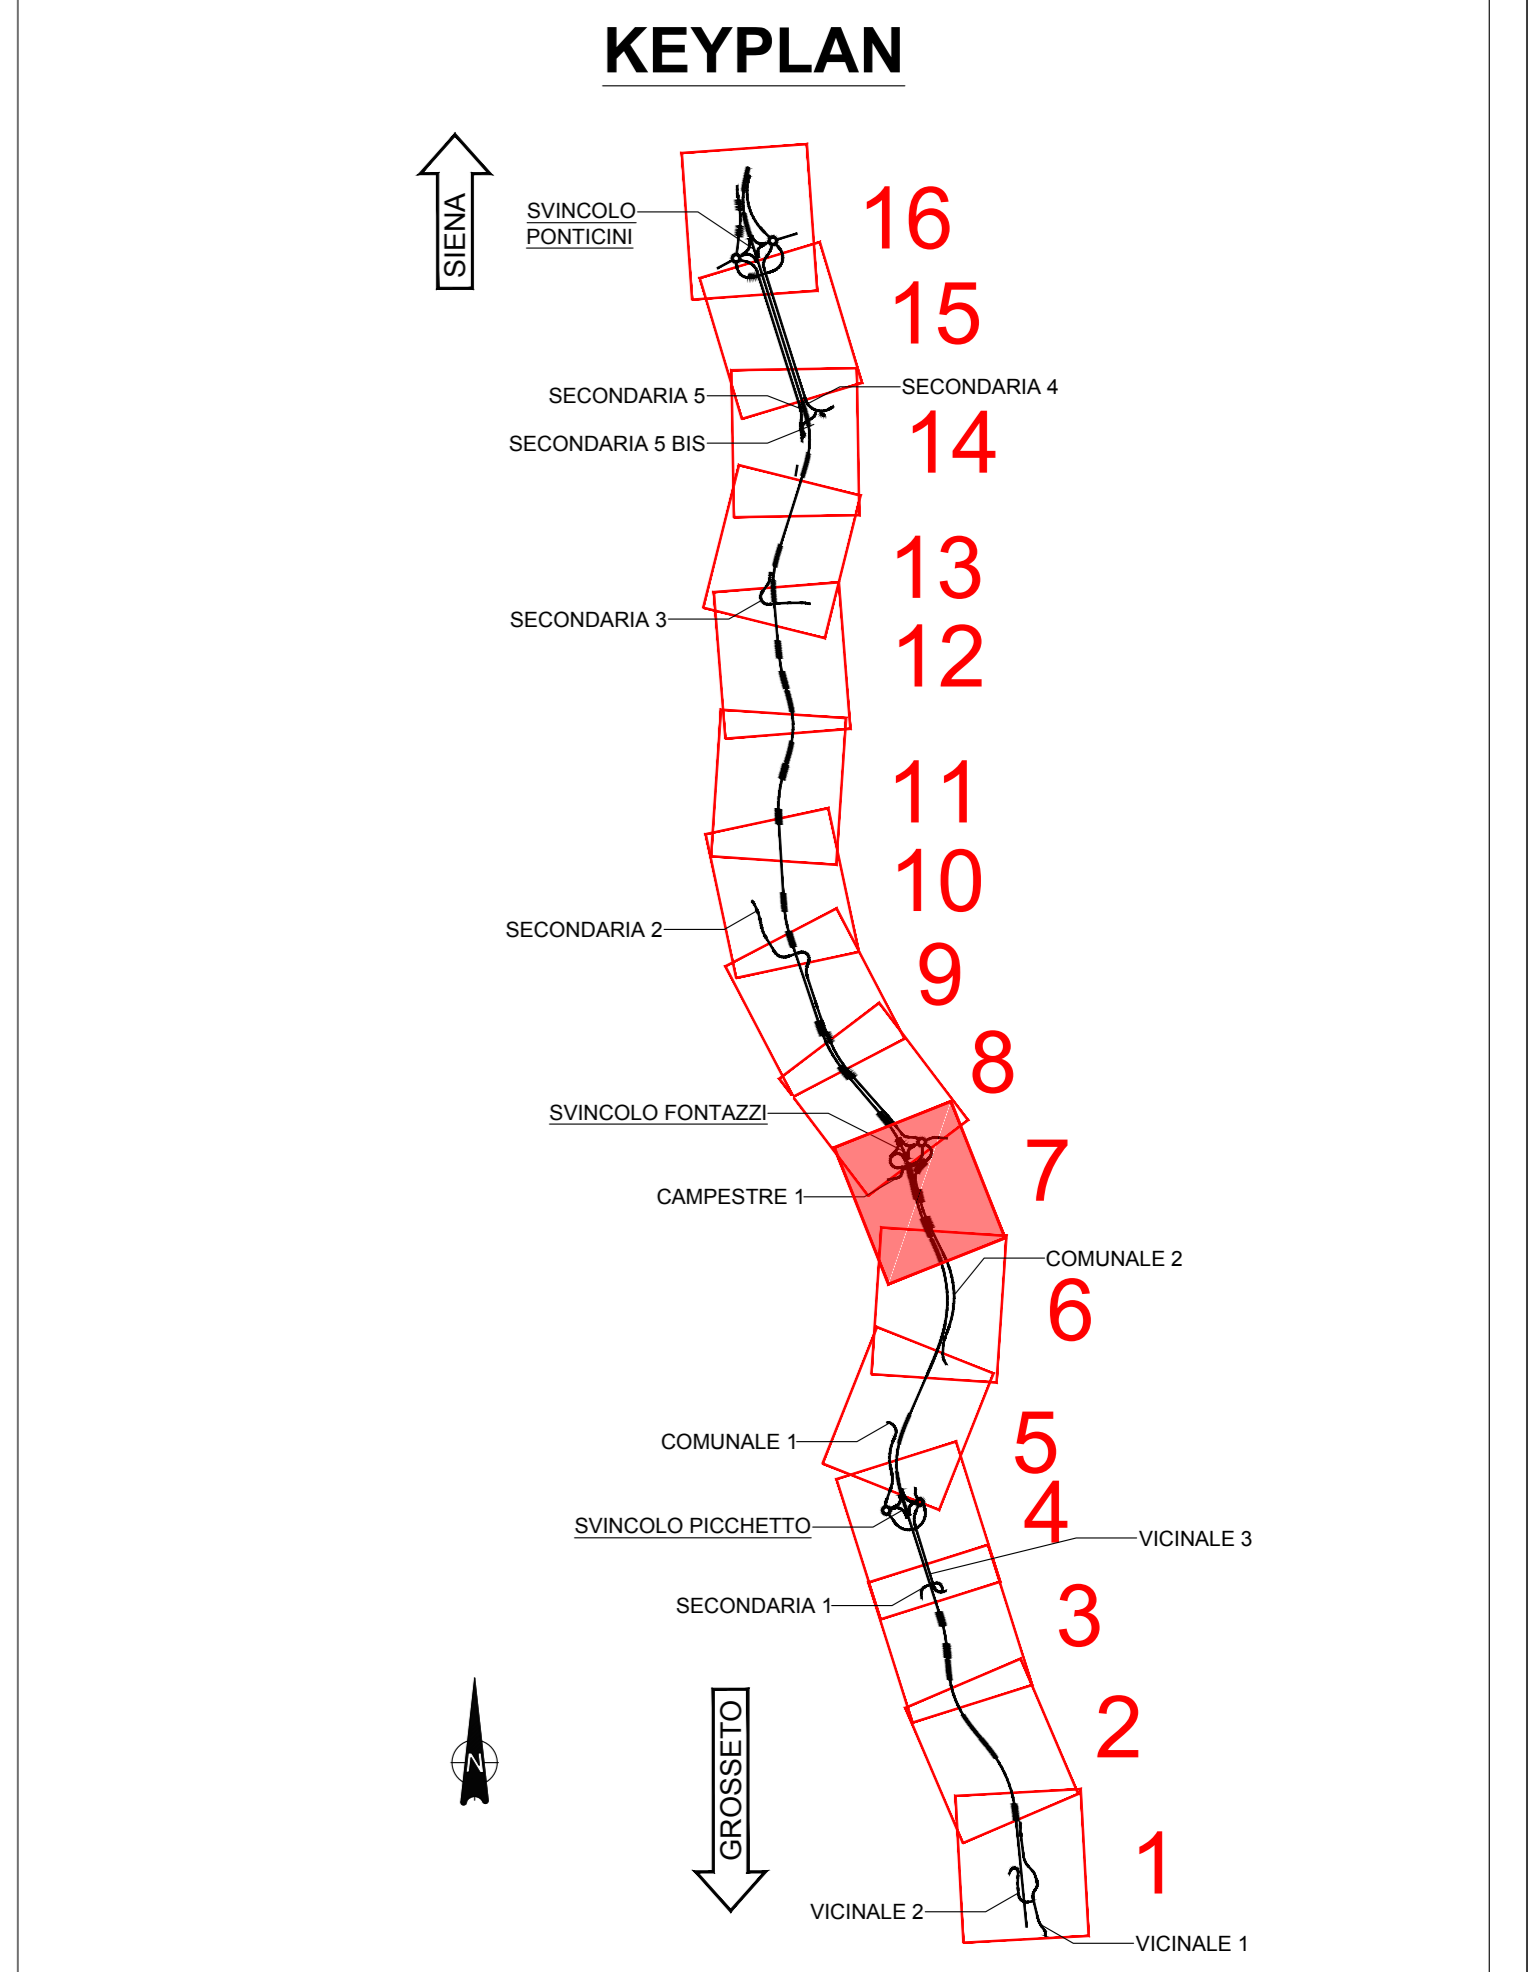 KEYPLAN
SIENA
SVINCOLO
PONTICINI
16
15
SECONDARIA 5
SECONDARIA 4
14
SECONDARIA 5 BIS
13
SECONDARIA 3
12
11
10
SECONDARIA 2
9
8
SVINCOLO FONTAZZI
7
CAMPESTRE 1
COMUNALE 2
6
COMUNALE 1
5
4
SVINCOLO PICCHETTO
VICINALE 3
SECONDARIA 1
3
2
N
GROSSETO
1
VICINALE 2
VICINALE 1